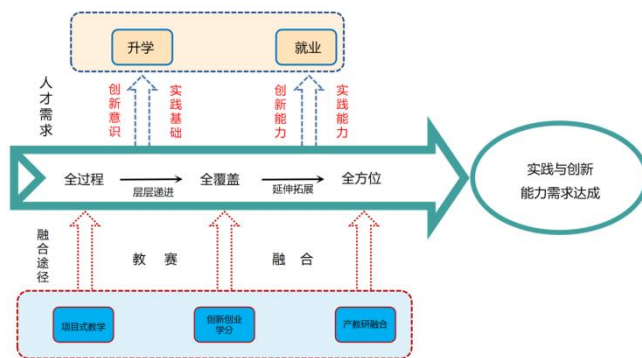 升学
就业
人才需求
创新意识
实践基础
创新能力
实践能力
全过程
层层递进
全覆盖
延伸拓展
全方位
实践与创新
能力需求达成
融合途径
教 赛 融 合
项目式教学
创新创业
学分
产教研融合